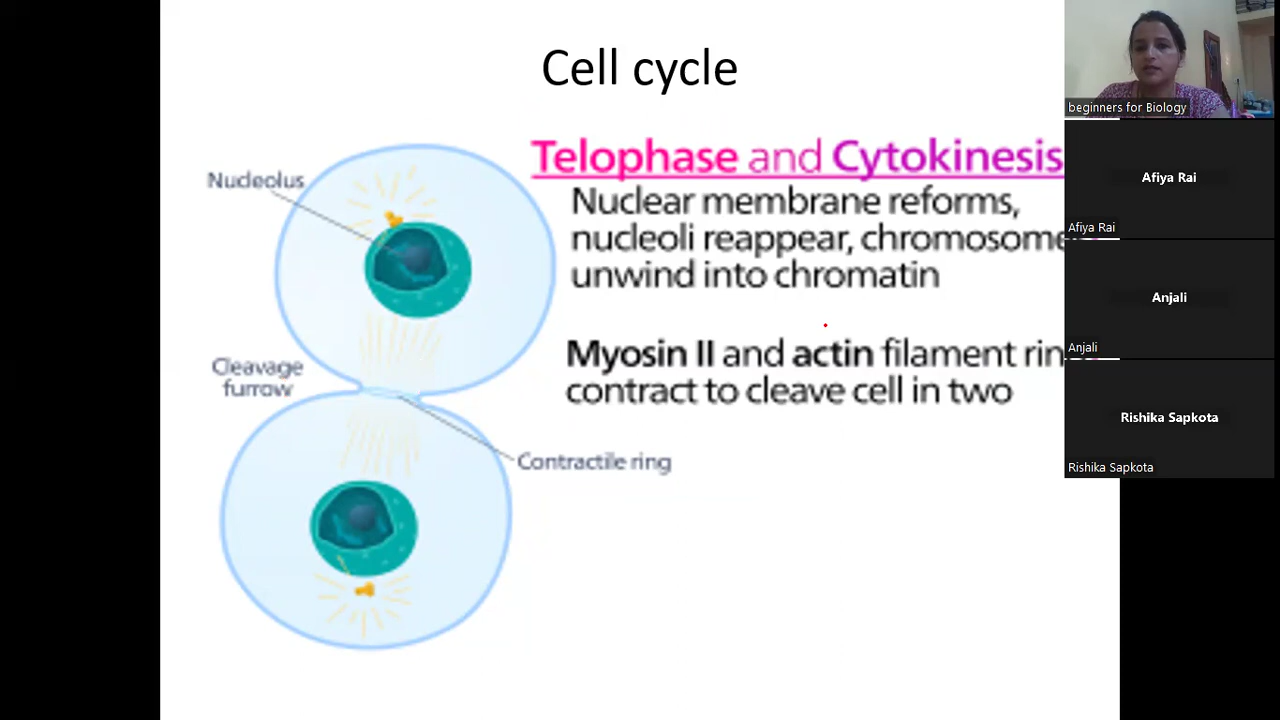 Cell cycle
Nucleolus
Telophase and Cytokinesis
Nuclear membrane reforms,
nucleoli reappear, chromosome
unwind into chromatin
Cleavage
furrow
Myosin II and actin filament rin
contract to cleave cell in two
Contractile ring
beginners for Biology
Afiya Rai
Afiya Rai
Anjali
Anjali
Rishika Sapkota
Rishika Sapkota